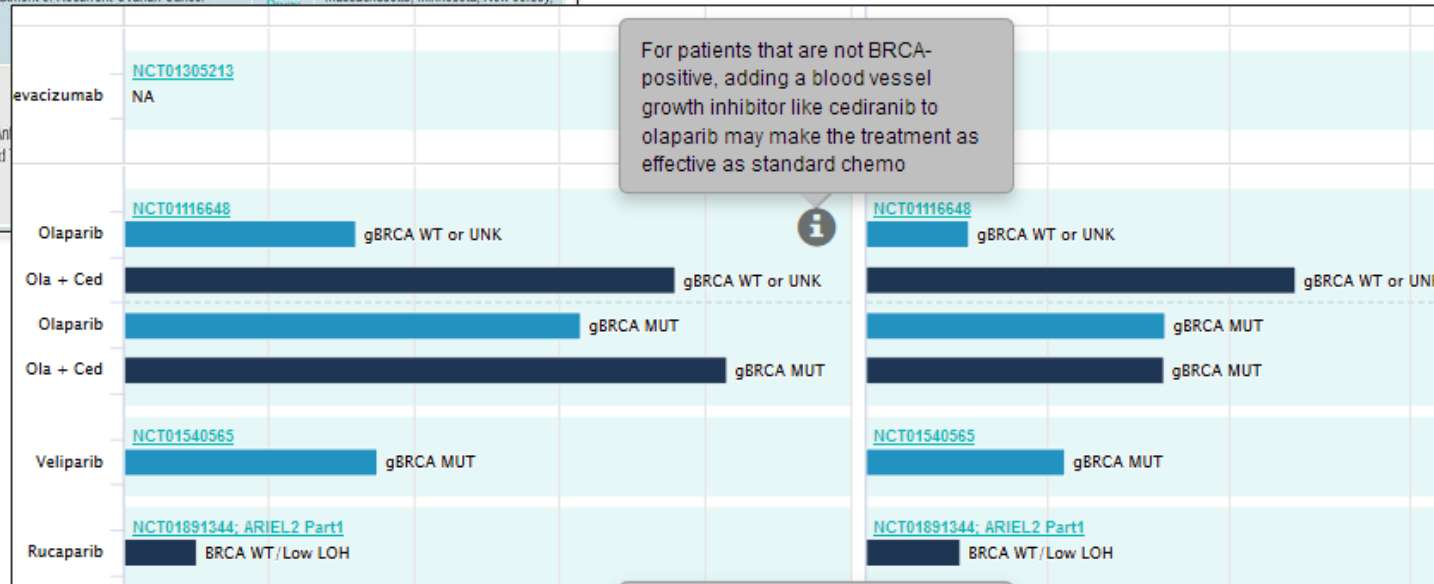 For patients that are not BRCA-
positive, adding a blood vessel
growth inhibitor like cediranib to
olaparib may make the treatment as
effective as standard chemo
NCT01305213
evacizumab NA
NCT01116648 NCT01116648
Olaparib gBRCA WT or UNK gBRCA WT or UNK
Ola + Ced gBRCA WT or UNK gBRCA WT or UNK
Olaparib gBRCA MUT gBRCA MUT
Ola + Ced gBRCA MUT gBRCA MUT
NCT01540565 NCT01540565
Veliparib gBRCA MUT gBRCA MUT
NCT01891344; ARIEL2 Part1 NCT01891344; ARIEL2 Part1
Rucaparib BRCA WT/Low LOH BRCA WT/Low LOH